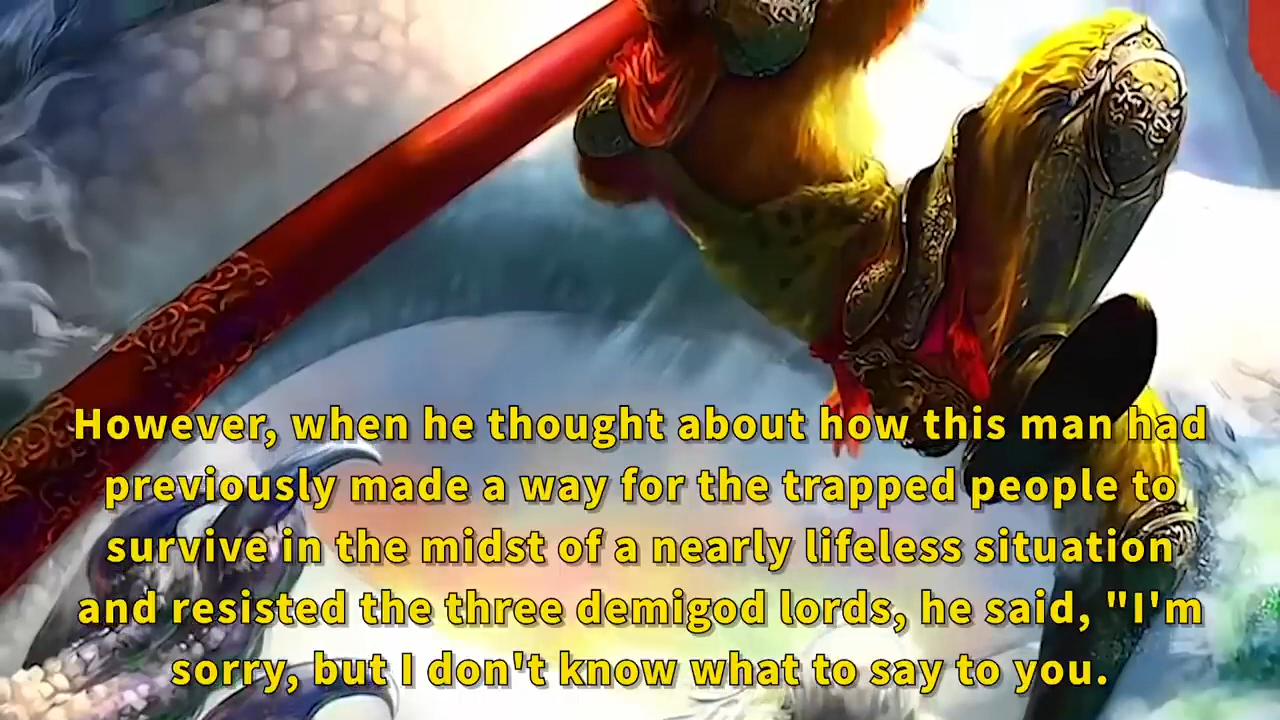 However, when he thought about how this man had
previously made a way for the trapped people to
survive in the midst of a nearly lifeless situation
and resisted the three demigod lords, he said, "I'm
sorry, but I don't know what to say to you.